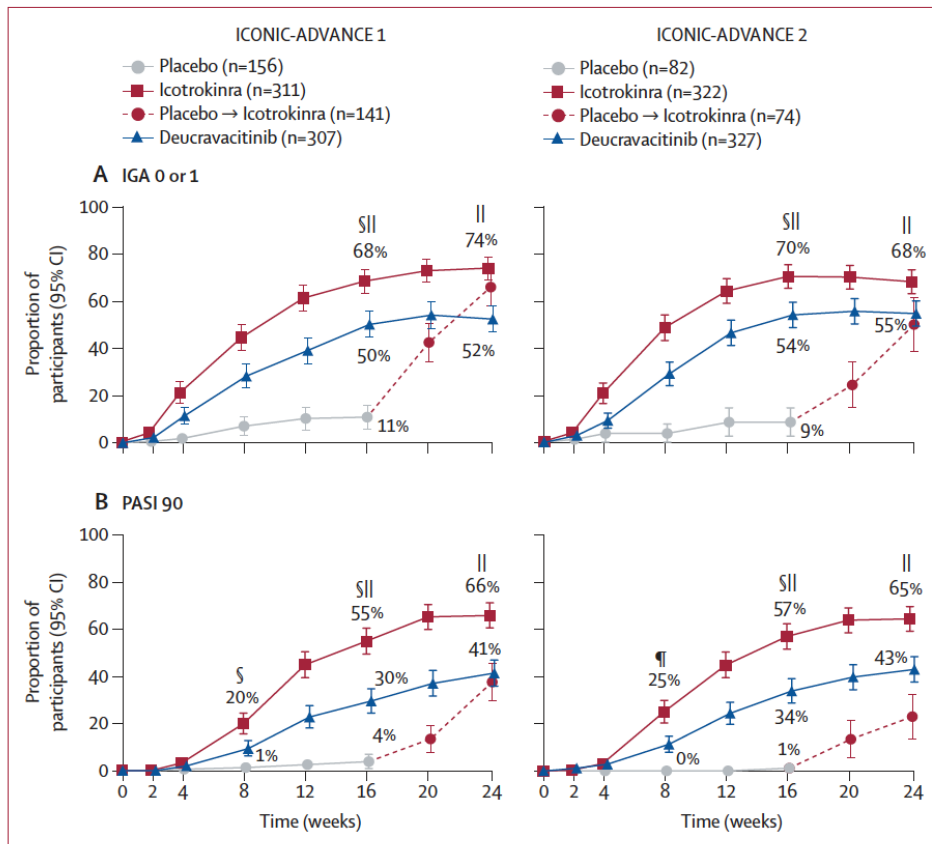 ICONIC-ADVANCE 1
Placebo (n=156)
Icotrokinra (n=311)
Placebo → Icotrokinra (n=141)
Deucravacitinib (n=307)
ICONIC-ADVANCE 2
Placebo (n=82)
Icotrokinra (n=322)
Placebo → Icotrokinra (n=74)
Deucravacitinib (n=327)
A IGA 0 or 1
Proportion of
participants (95% CI)
100
80
60
40
20
0
§||
68%
||
74%
50%
52%
11%
§||
70%
||
68%
54%
55%
9%
B PASI 90
Proportion of
participants (95% CI)
100
80
60
40
20
0
§
20%
§||
55%
||
66%
41%
30%
4%
1%
0 2 4 8 12 16 20 24
Time (weeks)
¶
25%
§||
57%
||
65%
43%
34%
1%
0%
0 2 4 8 12 16 20 24
Time (weeks)